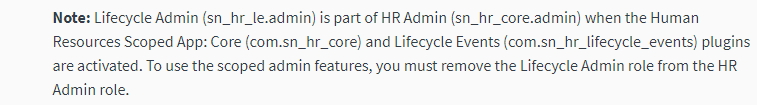 Note: Lifecycle Admin (sn_hr_le.admin) is part of HR Admin (sn_hr_core.admin) when the Human
Resources Scoped App: Core (com.sn_hr_core) and Lifecycle Events (com.sn_hr_lifecycle_events) plugins
are activated. To use the scoped admin features, you must remove the Lifecycle Admin role from the HR
Admin role.